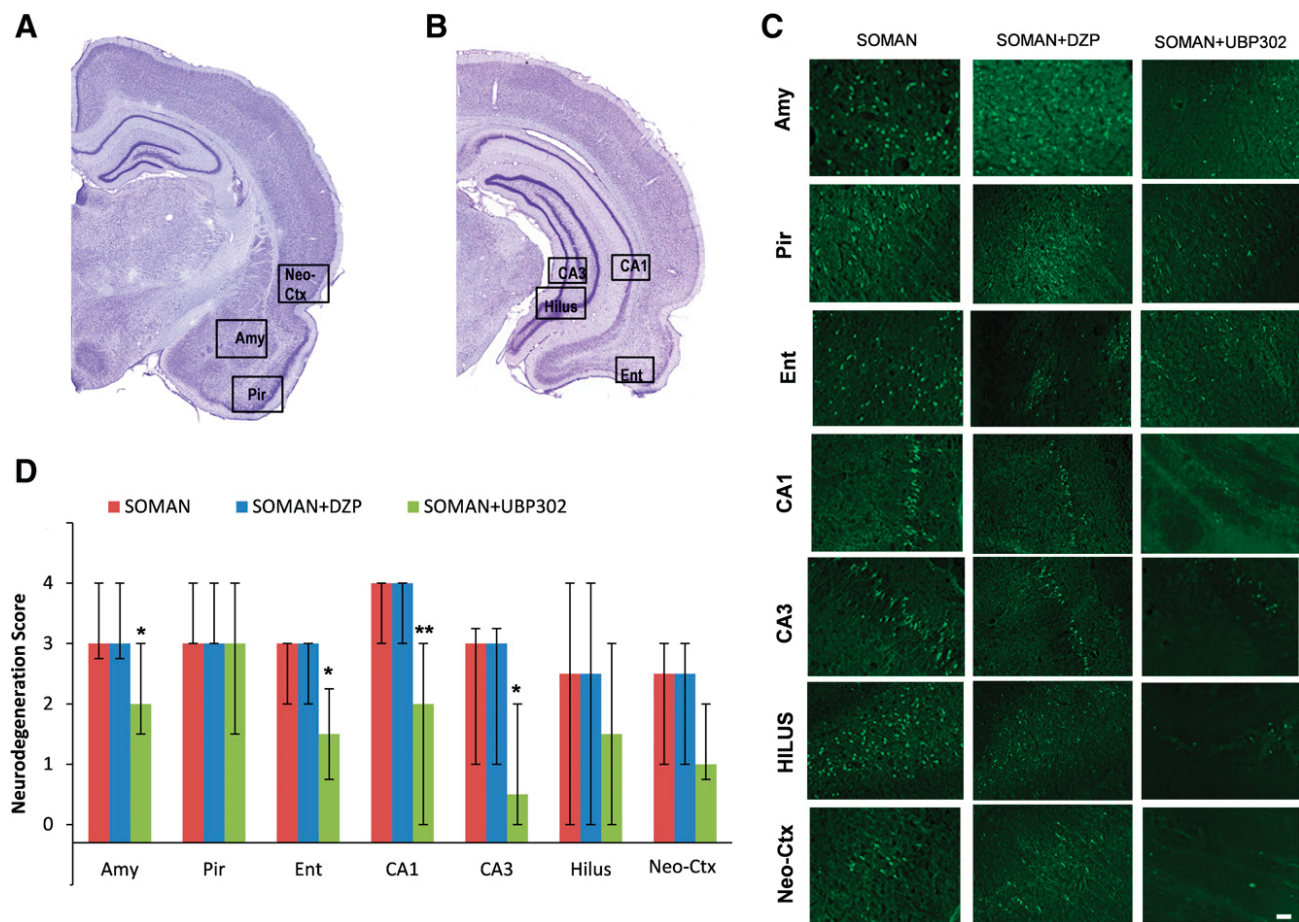 A
B
C
SOMAN
SOMAN+DZP
SOMAN+UBP302
Neo-
Ctx
Amy
Pir
CA3
CA1
Hilus
Ent
Amy
Pir
Ent
CA1
CA3
HILUS
Neo-Ctx
D
SOMAN
SOMAN+DZP
SOMAN+UBP302
Neurodegeneration Score
4
3
2
1
0
*
*
**
*
Amy
Pir
Ent
CA1
CA3
Hilus
Neo-Ctx